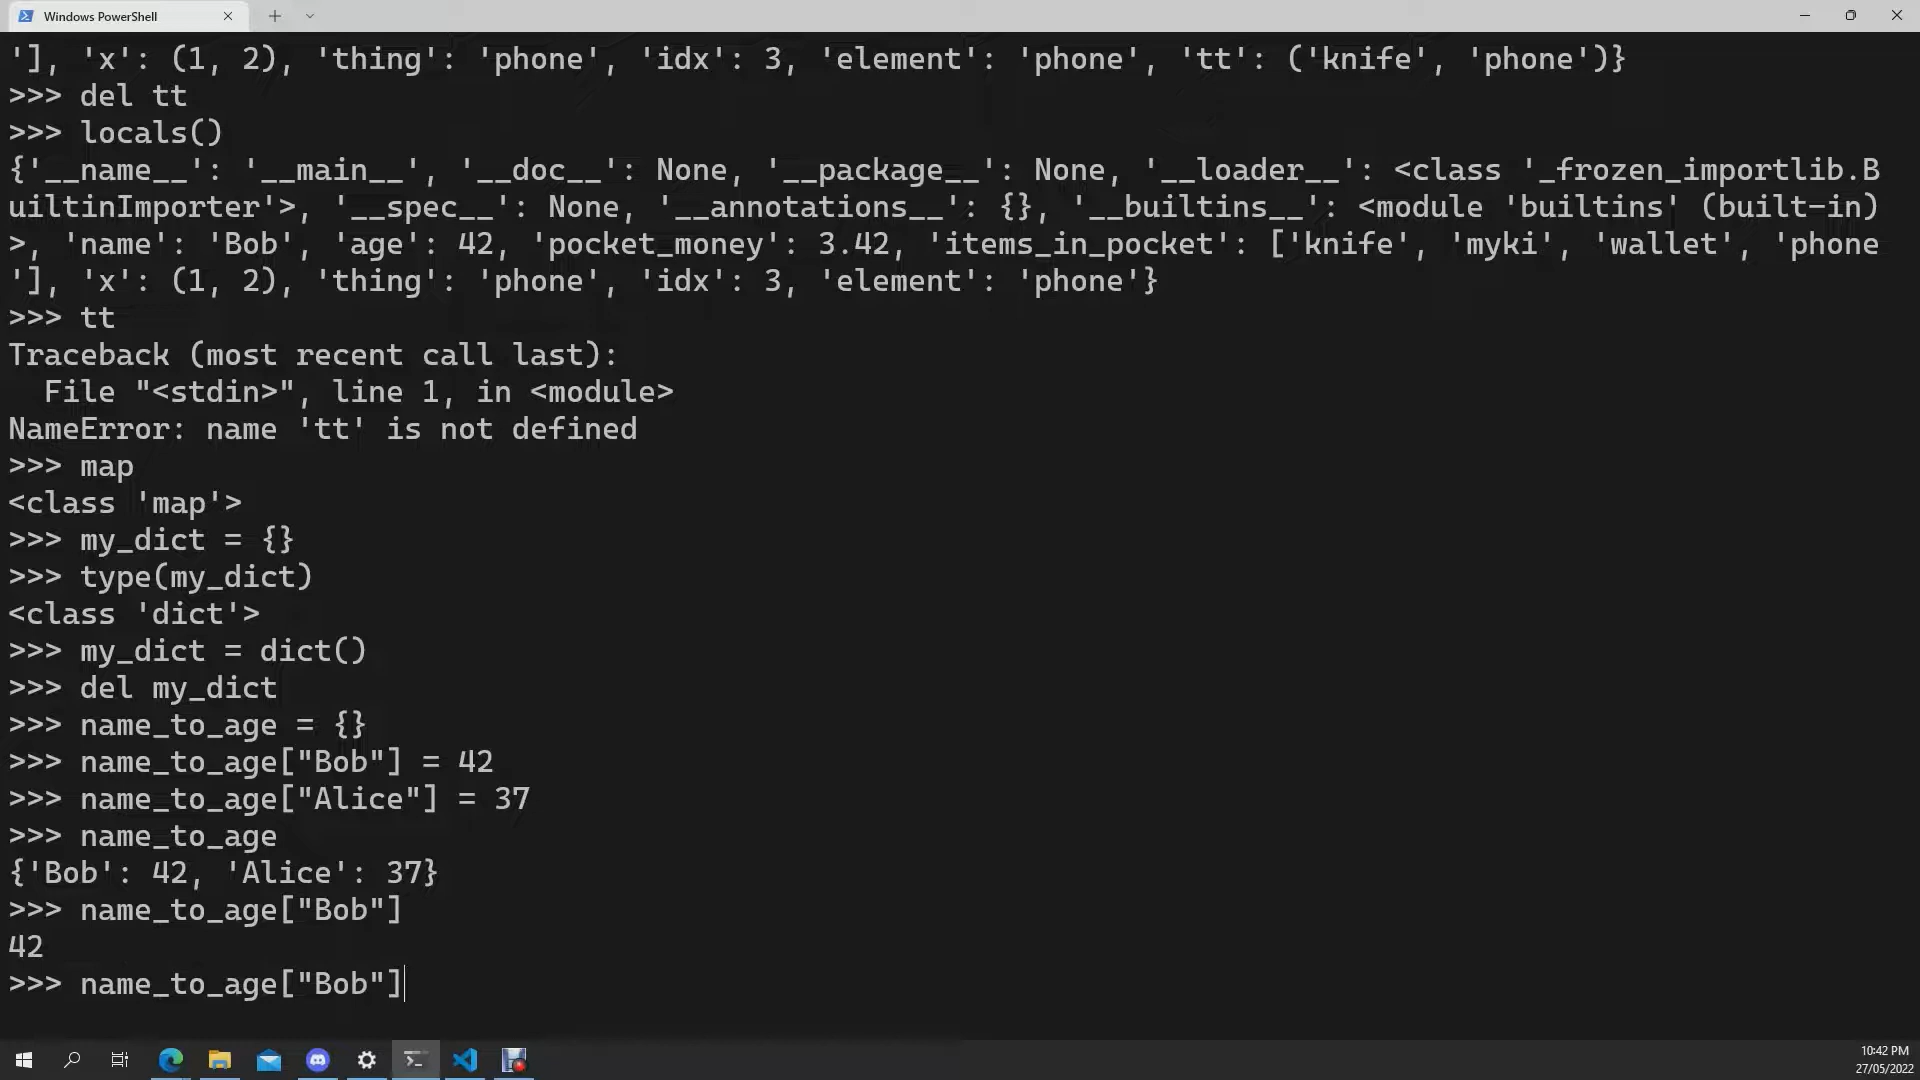 Windows PowerShell
'], 'x': (1, 2), 'thing': 'phone', 'idx': 3, 'element': 'phone', 'tt': ('knife', 'phone')}
>>> del tt
>>> locals()
{'__name__': '__main__', '__doc__': None, '__package__': None, '__loader__': <class '_frozen_importlib.B
uiltinImporter'>, '__spec__': None, '__annotations__': {}, '__builtins__': <module 'builtins' (built-in)
>, 'name': 'Bob', 'age': 42, 'pocket_money': 3.42, 'items_in_pocket': ['knife', 'myki', 'wallet', 'phone
'], 'x': (1, 2), 'thing': 'phone', 'idx': 3, 'element': 'phone'}
>>> tt
Traceback (most recent call last):
  File "<stdin>", line 1, in <module>
NameError: name 'tt' is not defined
>>> map
<class 'map'>
>>> my_dict = {}
>>> type(my_dict)
<class 'dict'>
>>> my_dict = dict()
>>> del my_dict
>>> name_to_age = {}
>>> name_to_age["Bob"] = 42
>>> name_to_age["Alice"] = 37
>>> name_to_age
{'Bob': 42, 'Alice': 37}
>>> name_to_age["Bob"]
42
>>> name_to_age["Bob"]
10:42 PM
27/05/2022